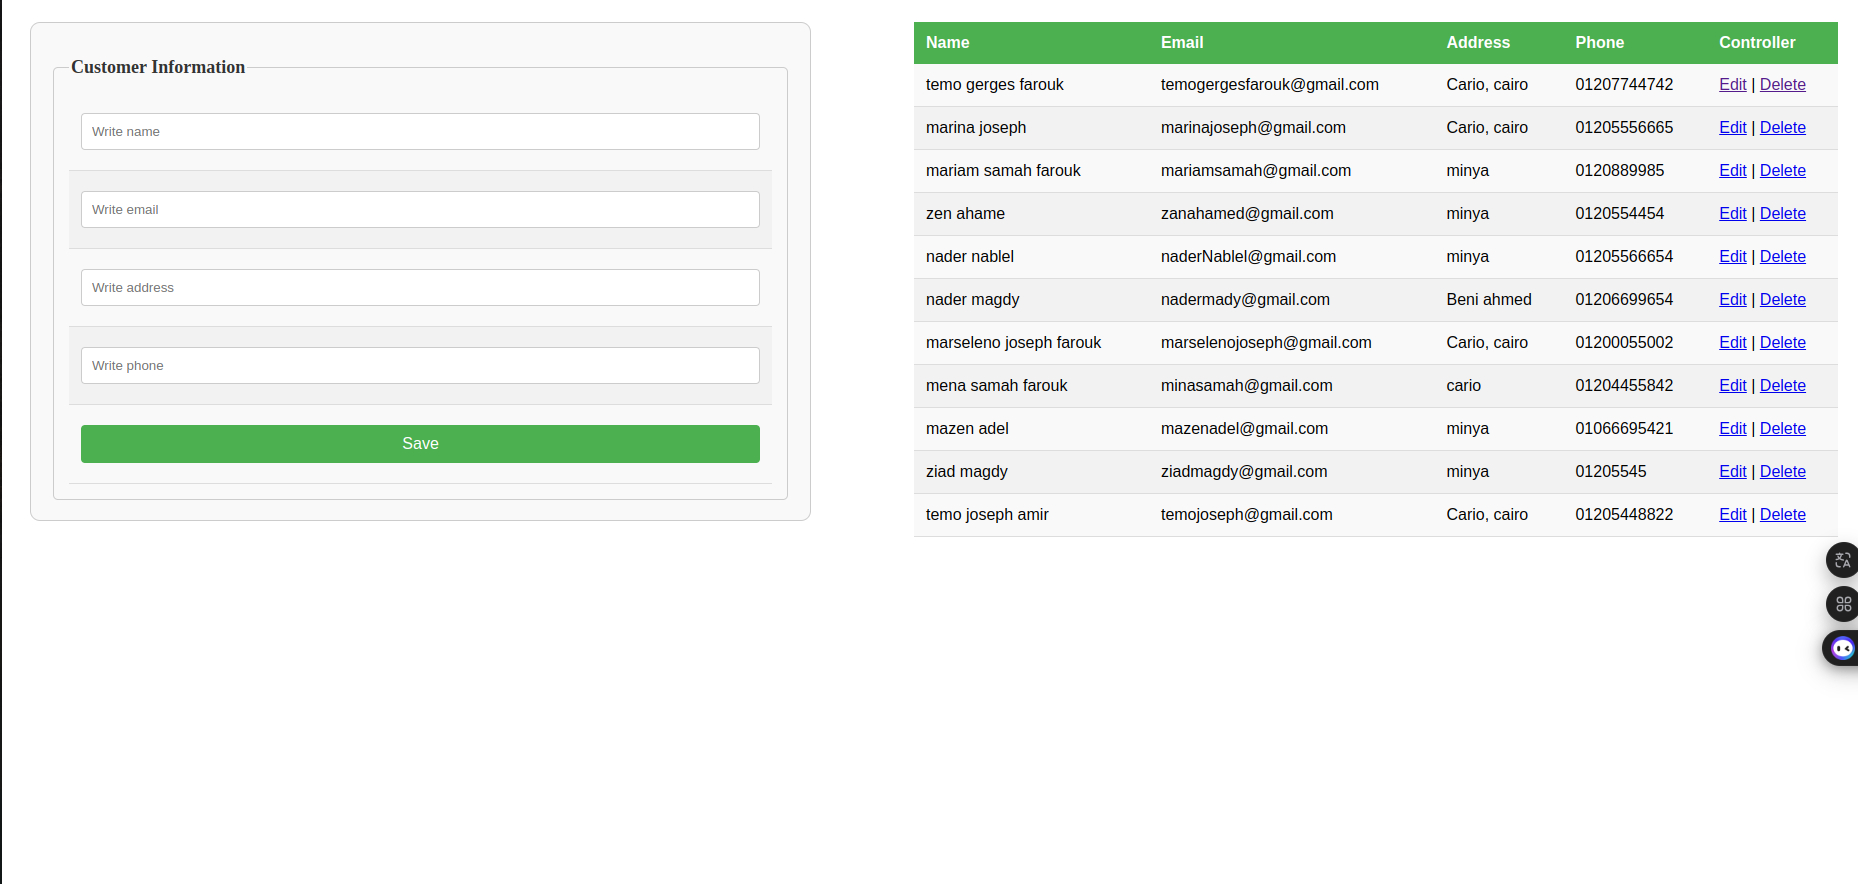 Customer Information
Write name
Write email
Write address
Write phone
Save
Name Email Address Phone Controller
temo gerges farouk temogergesfarouk@gmail.com Cario, cairo 01207744742 Edit | Delete
marina joseph marinajoseph@gmail.com Cario, cairo 01205556665 Edit | Delete
mariam samah farouk mariamsamah@gmail.com minya 0120889985 Edit | Delete
zen ahame zanahamed@gmail.com minya 0120554454 Edit | Delete
nader nablel naderNablel@gmail.com minya 01205566654 Edit | Delete
nader magdy nadermady@gmail.com Beni ahmed 01206699654 Edit | Delete
marseleno joseph farouk marselenojoseph@gmail.com Cario, cairo 01200055002 Edit | Delete
mena samah farouk minasamah@gmail.com cario 01204455842 Edit | Delete
mazen adel mazenadel@gmail.com minya 01066695421 Edit | Delete
ziad magdy ziadmagdy@gmail.com minya 01205545 Edit | Delete
temo joseph amir temojoseph@gmail.com Cario, cairo 01205448822 Edit | Delete